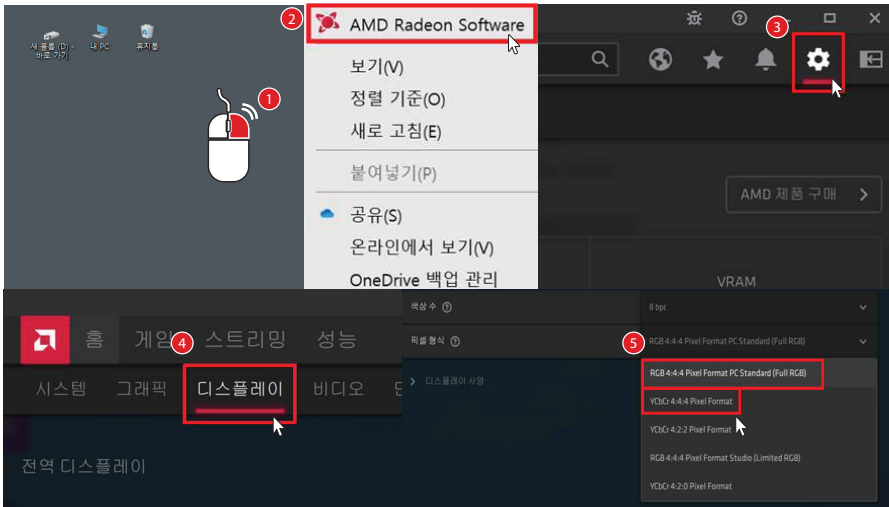 새 볼륨 (D) -
바로 가기
내 PC
휴지통
1
2
AMD Radeon Software
보기(V)
정렬 기준(O)
새로 고침(E)
붙여넣기(P)
공유(S)
온라인에서 보기(V)
OneDrive 백업 관리
3
AMD 제품 구매
VRAM
4
홈
게임
스트리밍
성능
시스템
그래픽
디스플레이
비디오
전역 디스플레이
색상 수
8 bpc
픽셀 형식
5
RGB 4:4:4 Pixel Format PC Standard (Full RGB)
디스플레이 사양
RGB 4:4:4 Pixel Format PC Standard (Full RGB)
YCbCr 4:4:4 Pixel Format
YCbCr 4:2:2 Pixel Format
RGB 4:4:4 Pixel Format Studio (Limited RGB)
YCbCr 4:2:0 Pixel Format